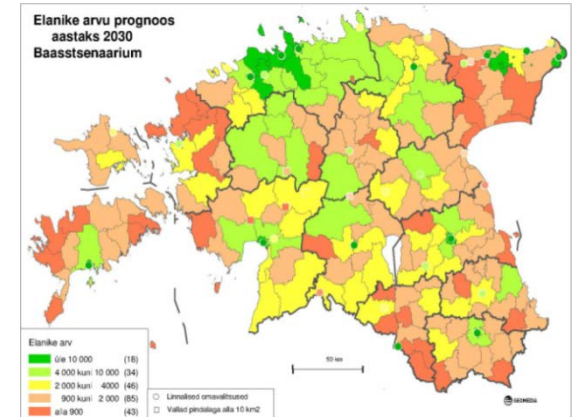 Elanike arvu prognoos
aastaks 2030
Baasstsenaarium
Elanike arv
üle 10 000 (18)
4 000 kuni 10 000 (34)
2 000 kuni 4000 (46)
900 kuni 2 000 (85)
alla 900 (43)
50 km
Linnalised omavalitsused
Vallad pindalaga alla 10 km2
GEOMEDIA